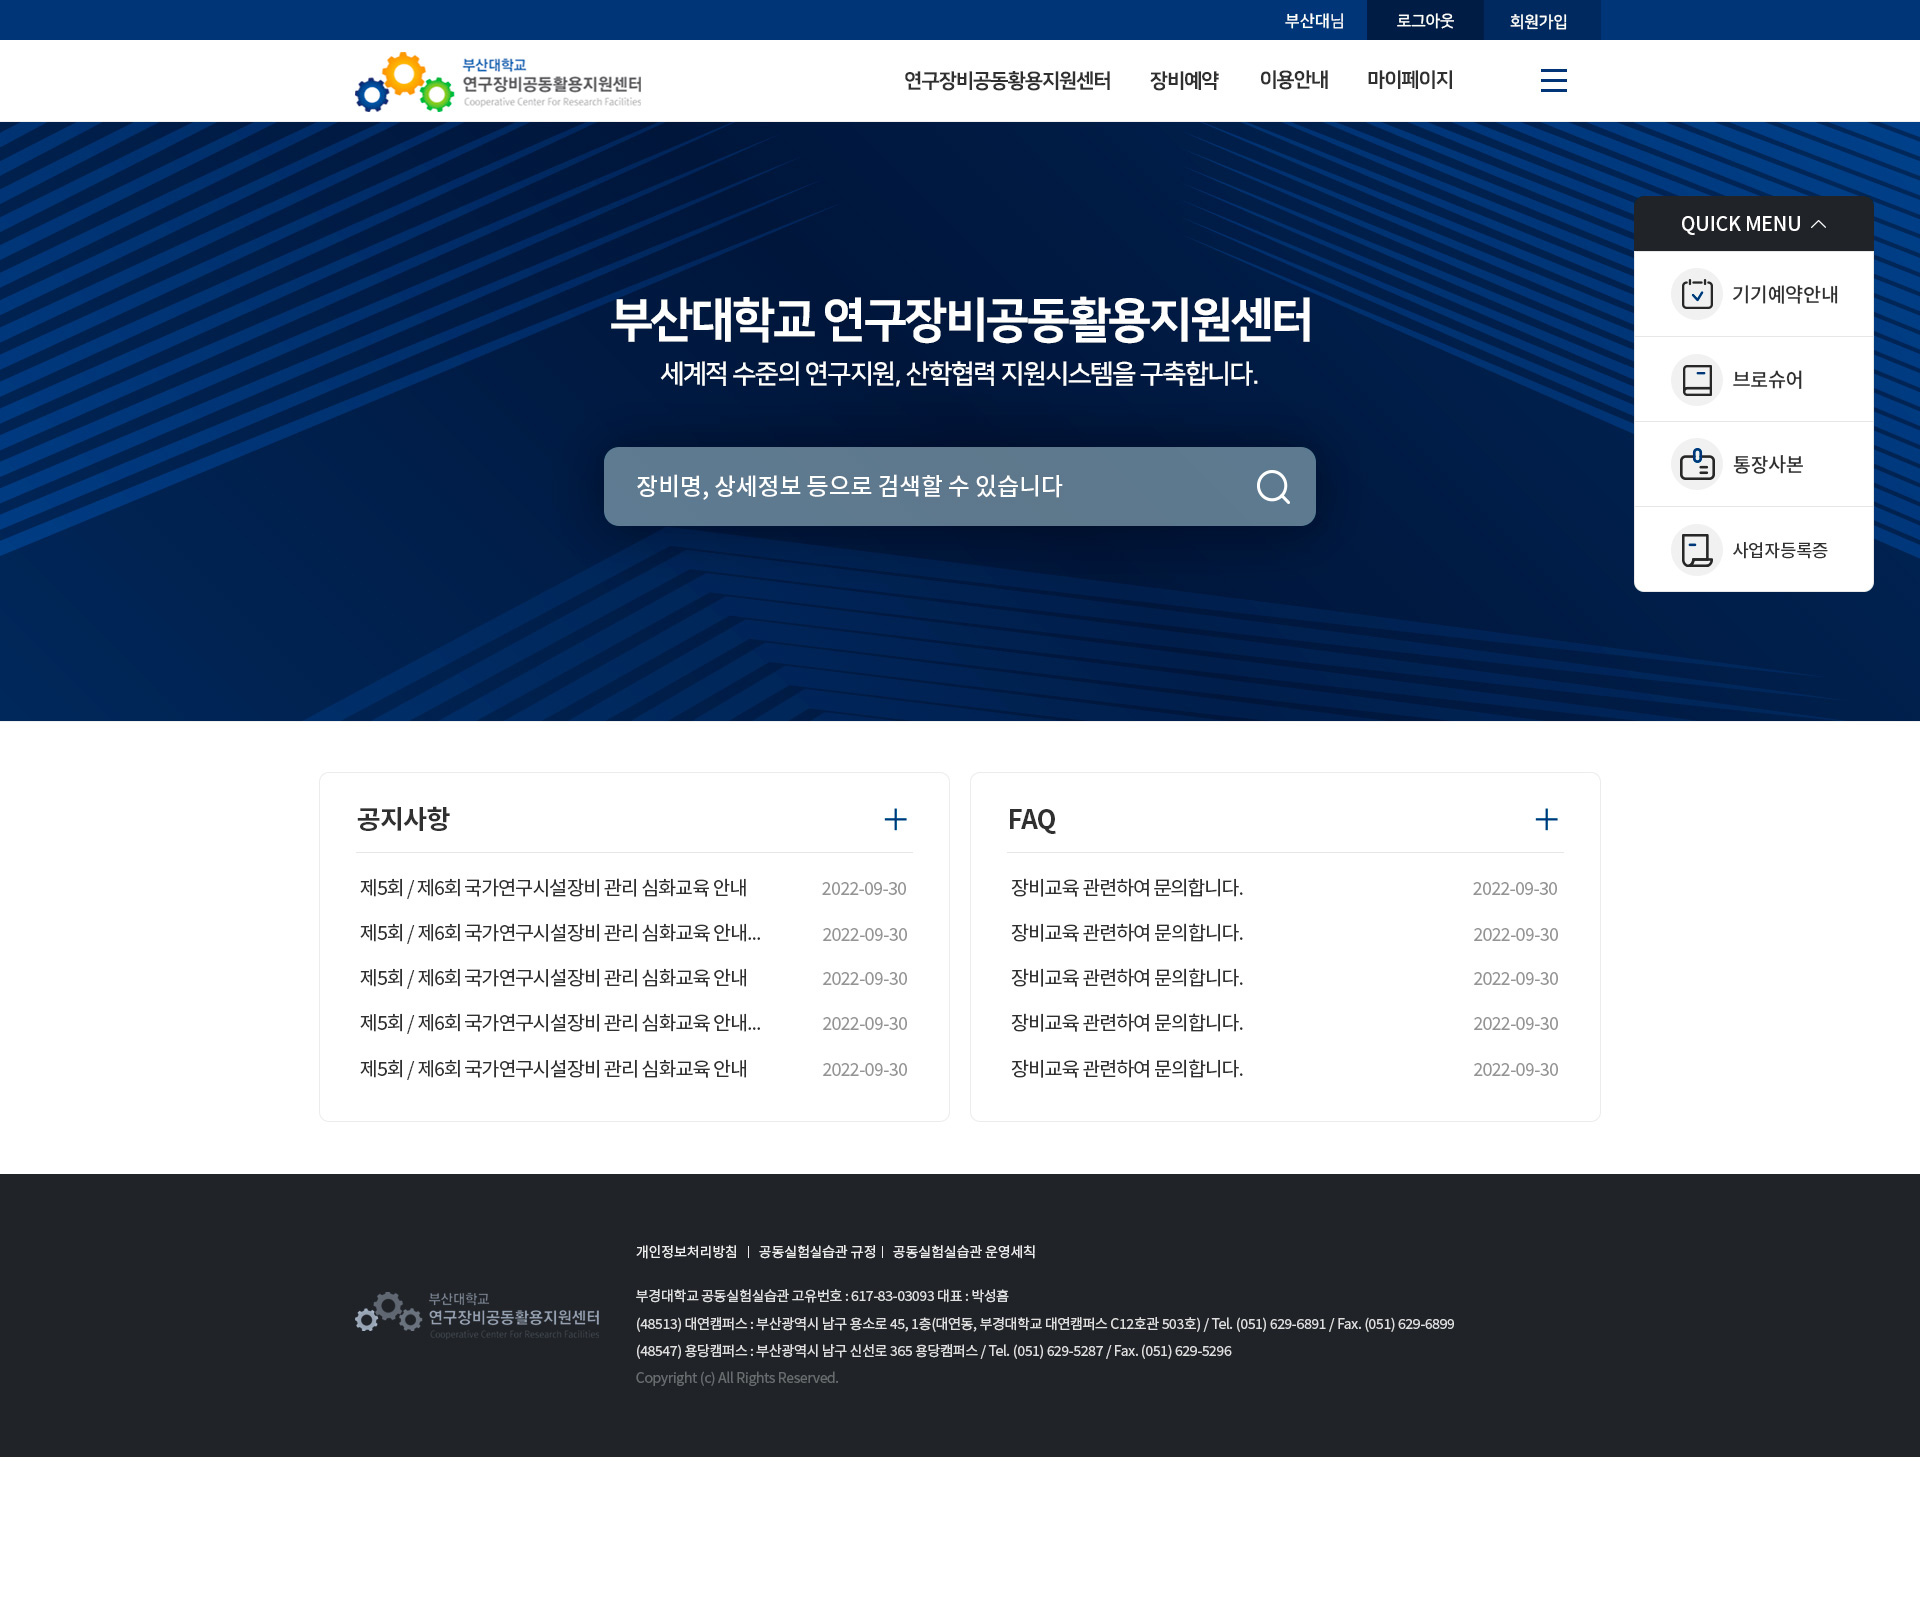 부산대님 로그아웃 회원가입
부산대학교
연구장비공동활용지원센터
Cooperative Center For Research Facilities
연구장비공동황용지원센터 장비예약 이용안내 마이페이지
QUICK MENU
기기예약안내
브로슈어
통장사본
사업자등록증
부산대학교 연구장비공동활용지원센터
세계적 수준의 연구지원, 산학협력 지원시스템을 구축합니다.
장비명, 상세정보 등으로 검색할 수 있습니다
공지사항
제5회 / 제6회 국가연구시설장비 관리 심화교육 안내 2022-09-30
제5회 / 제6회 국가연구시설장비 관리 심화교육 안내... 2022-09-30
제5회 / 제6회 국가연구시설장비 관리 심화교육 안내 2022-09-30
제5회 / 제6회 국가연구시설장비 관리 심화교육 안내... 2022-09-30
제5회 / 제6회 국가연구시설장비 관리 심화교육 안내 2022-09-30
FAQ
장비교육 관련하여 문의합니다. 2022-09-30
장비교육 관련하여 문의합니다. 2022-09-30
장비교육 관련하여 문의합니다. 2022-09-30
장비교육 관련하여 문의합니다. 2022-09-30
장비교육 관련하여 문의합니다. 2022-09-30
부산대학교
연구장비공동활용지원센터
Cooperative Center For Research Facilities
개인정보처리방침 | 공동실험실습관 규정 | 공동실험실습관 운영세칙
부경대학교 공동실험실습관 고유번호 : 617-83-03093 대표 : 박성흠
(48513) 대연캠퍼스 : 부산광역시 남구 용소로 45, 1층(대연동, 부경대학교 대연캠퍼스 C12호관 503호) / Tel. (051) 629-6891 / Fax. (051) 629-6899
(48547) 용당캠퍼스 : 부산광역시 남구 신선로 365 용당캠퍼스 / Tel. (051) 629-5287 / Fax. (051) 629-5296
Copyright (c) All Rights Reserved.